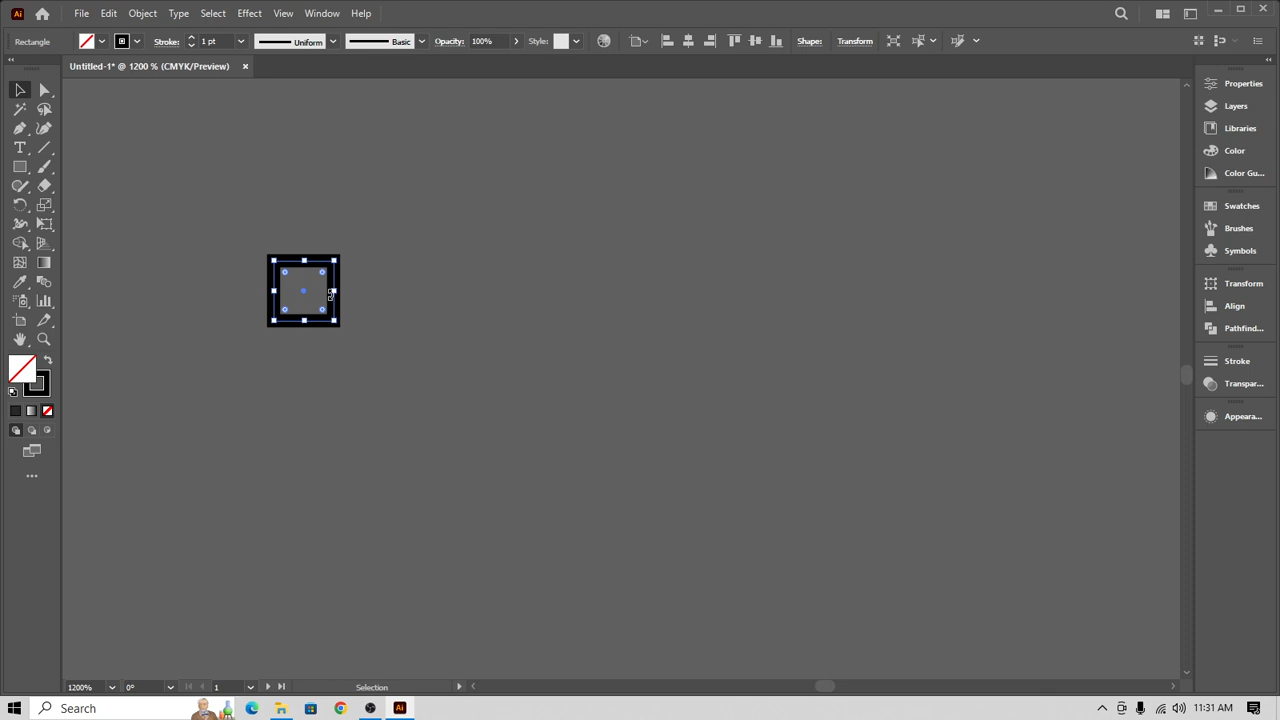 Ai File Edit Object Type Select Effect View Window Help
Rectangle Stroke: 1 pt Uniform Basic Opacity: 100% Style: Shape: Transform
Untitled-1* @ 1200 % (CMYK/Preview)
Properties
Layers
Libraries
Color
Color Gu...
Swatches
Brushes
Symbols
Transform
Align
Pathfind...
Stroke
Transpar...
Appeara...
1200% 0° 1 Selection
Search Ai 11:31 AM